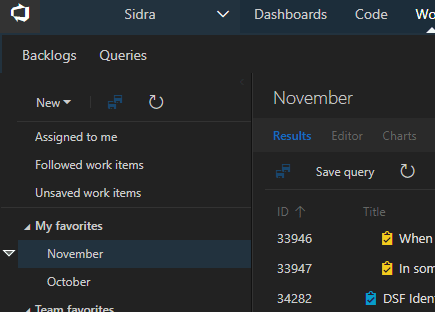 Sidra Dashboards Code Wo
Backlogs Queries
New
Assigned to me
Followed work items
Unsaved work items
My favorites
November
October
Team favorites
November
Results Editor Charts
Save query
ID Title
33946 When
33947 In som
34282 DSF Ident